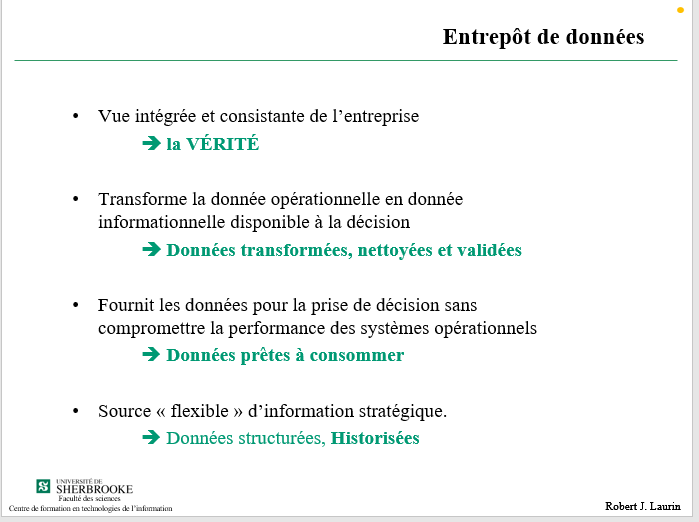 Entrepôt de données
• Vue intégrée et consistante de l’entreprise
➔ la VÉRITÉ
• Transforme la donnée opérationnelle en donnée
informationnelle disponible à la décision
➔ Données transformées, nettoyées et validées
• Fournit les données pour la prise de décision sans
compromettre la performance des systèmes opérationnels
➔ Données prêtes à consommer
• Source « flexible » d’information stratégique.
➔ Données structurées, Historisées
UNIVERSITÉ DE
SHERBROOKE
Faculté des sciences
Centre de formation en technologies de l’information
Robert J. Laurin